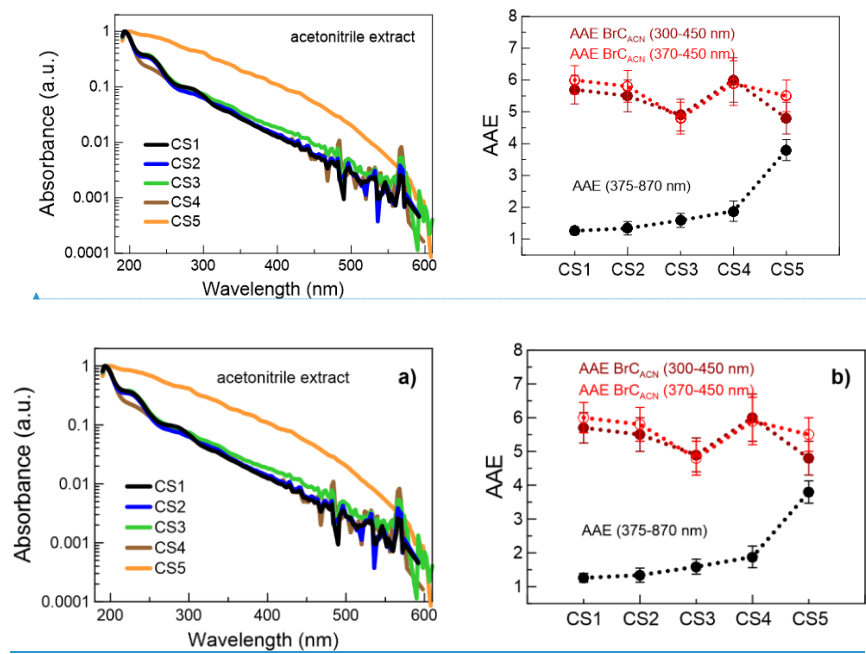 acetonitrile extract
Absorbance (a.u.)
1
0.1
0.01
0.001
0.0001
CS1
CS2
CS3
CS4
CS5
200 300 400 500 600
Wavelength (nm)
AAE BrC_ACN (300-450 nm)
AAE BrC_ACN (370-450 nm)
AAE
8
7
6
5
4
3
2
1
AAE (375-870 nm)
CS1 CS2 CS3 CS4 CS5
acetonitrile extract
a)
Absorbance (a.u.)
1
0.1
0.01
0.001
0.0001
CS1
CS2
CS3
CS4
CS5
200 300 400 500 600
Wavelength (nm)
AAE BrC_ACN (300-450 nm)
b)
AAE BrC_ACN (370-450 nm)
AAE
8
7
6
5
4
3
2
1
AAE (375-870 nm)
CS1 CS2 CS3 CS4 CS5